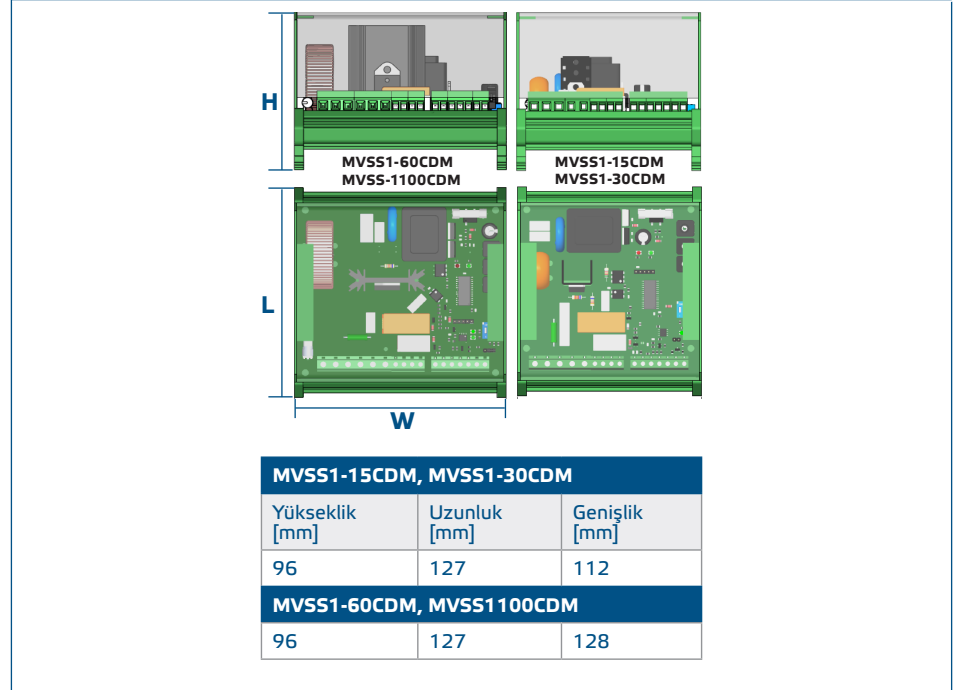 H
MVSS1-60CDM
MVSS-1100CDM
MVSS1-15CDM
MVSS1-30CDM
L
W
MVSS1-15CDM, MVSS1-30CDM
Yükseklik [mm] Uzunluk [mm] Genişlik [mm]
96 127 112
MVSS1-60CDM, MVSS1100CDM
96 127 128